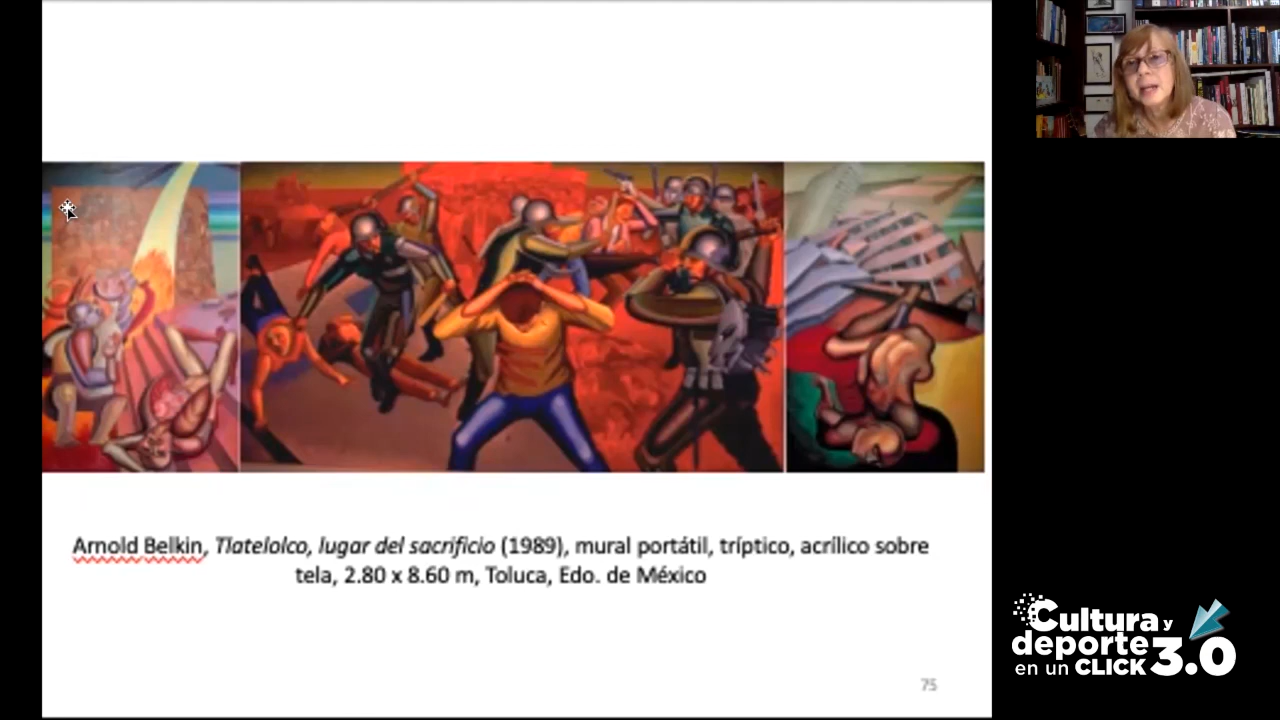 Arnold Belkin, Tlatelolco, lugar del sacrificio (1989), mural portátil, tríptico, acrílico sobre
tela, 2.80 x 8.60 m, Toluca, Edo. de México
75
Cultura y
deporte 3.0
en un CLICK